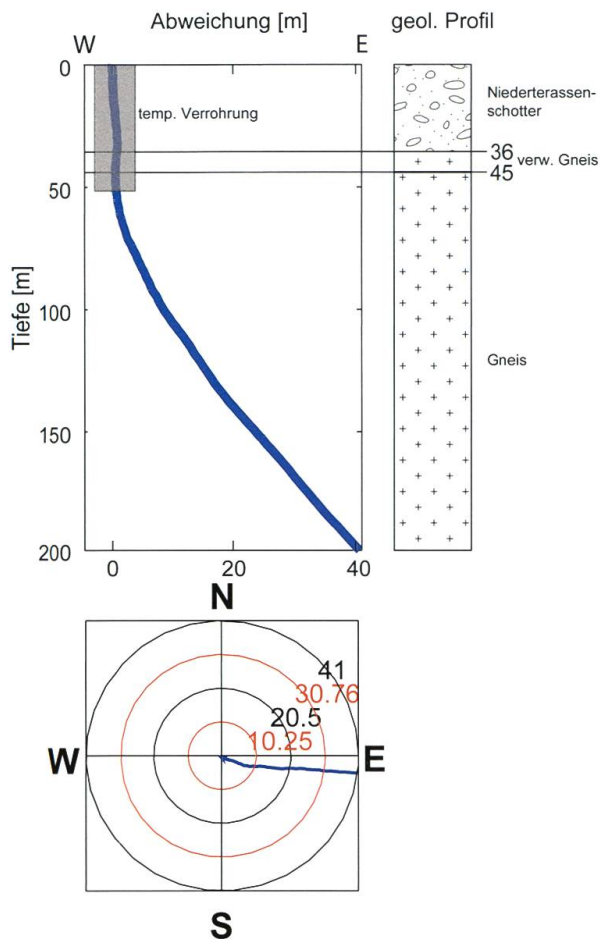 Abweichung [m]
geol. Profil
W
E
0
50
100
150
200
Tiefe [m]
temp. Verrohrung
Niederterassen-
schotter
36
verw. Gneis
45
Gneis
0
20
40
N
41
30.76
20.5
10.25
W
E
S